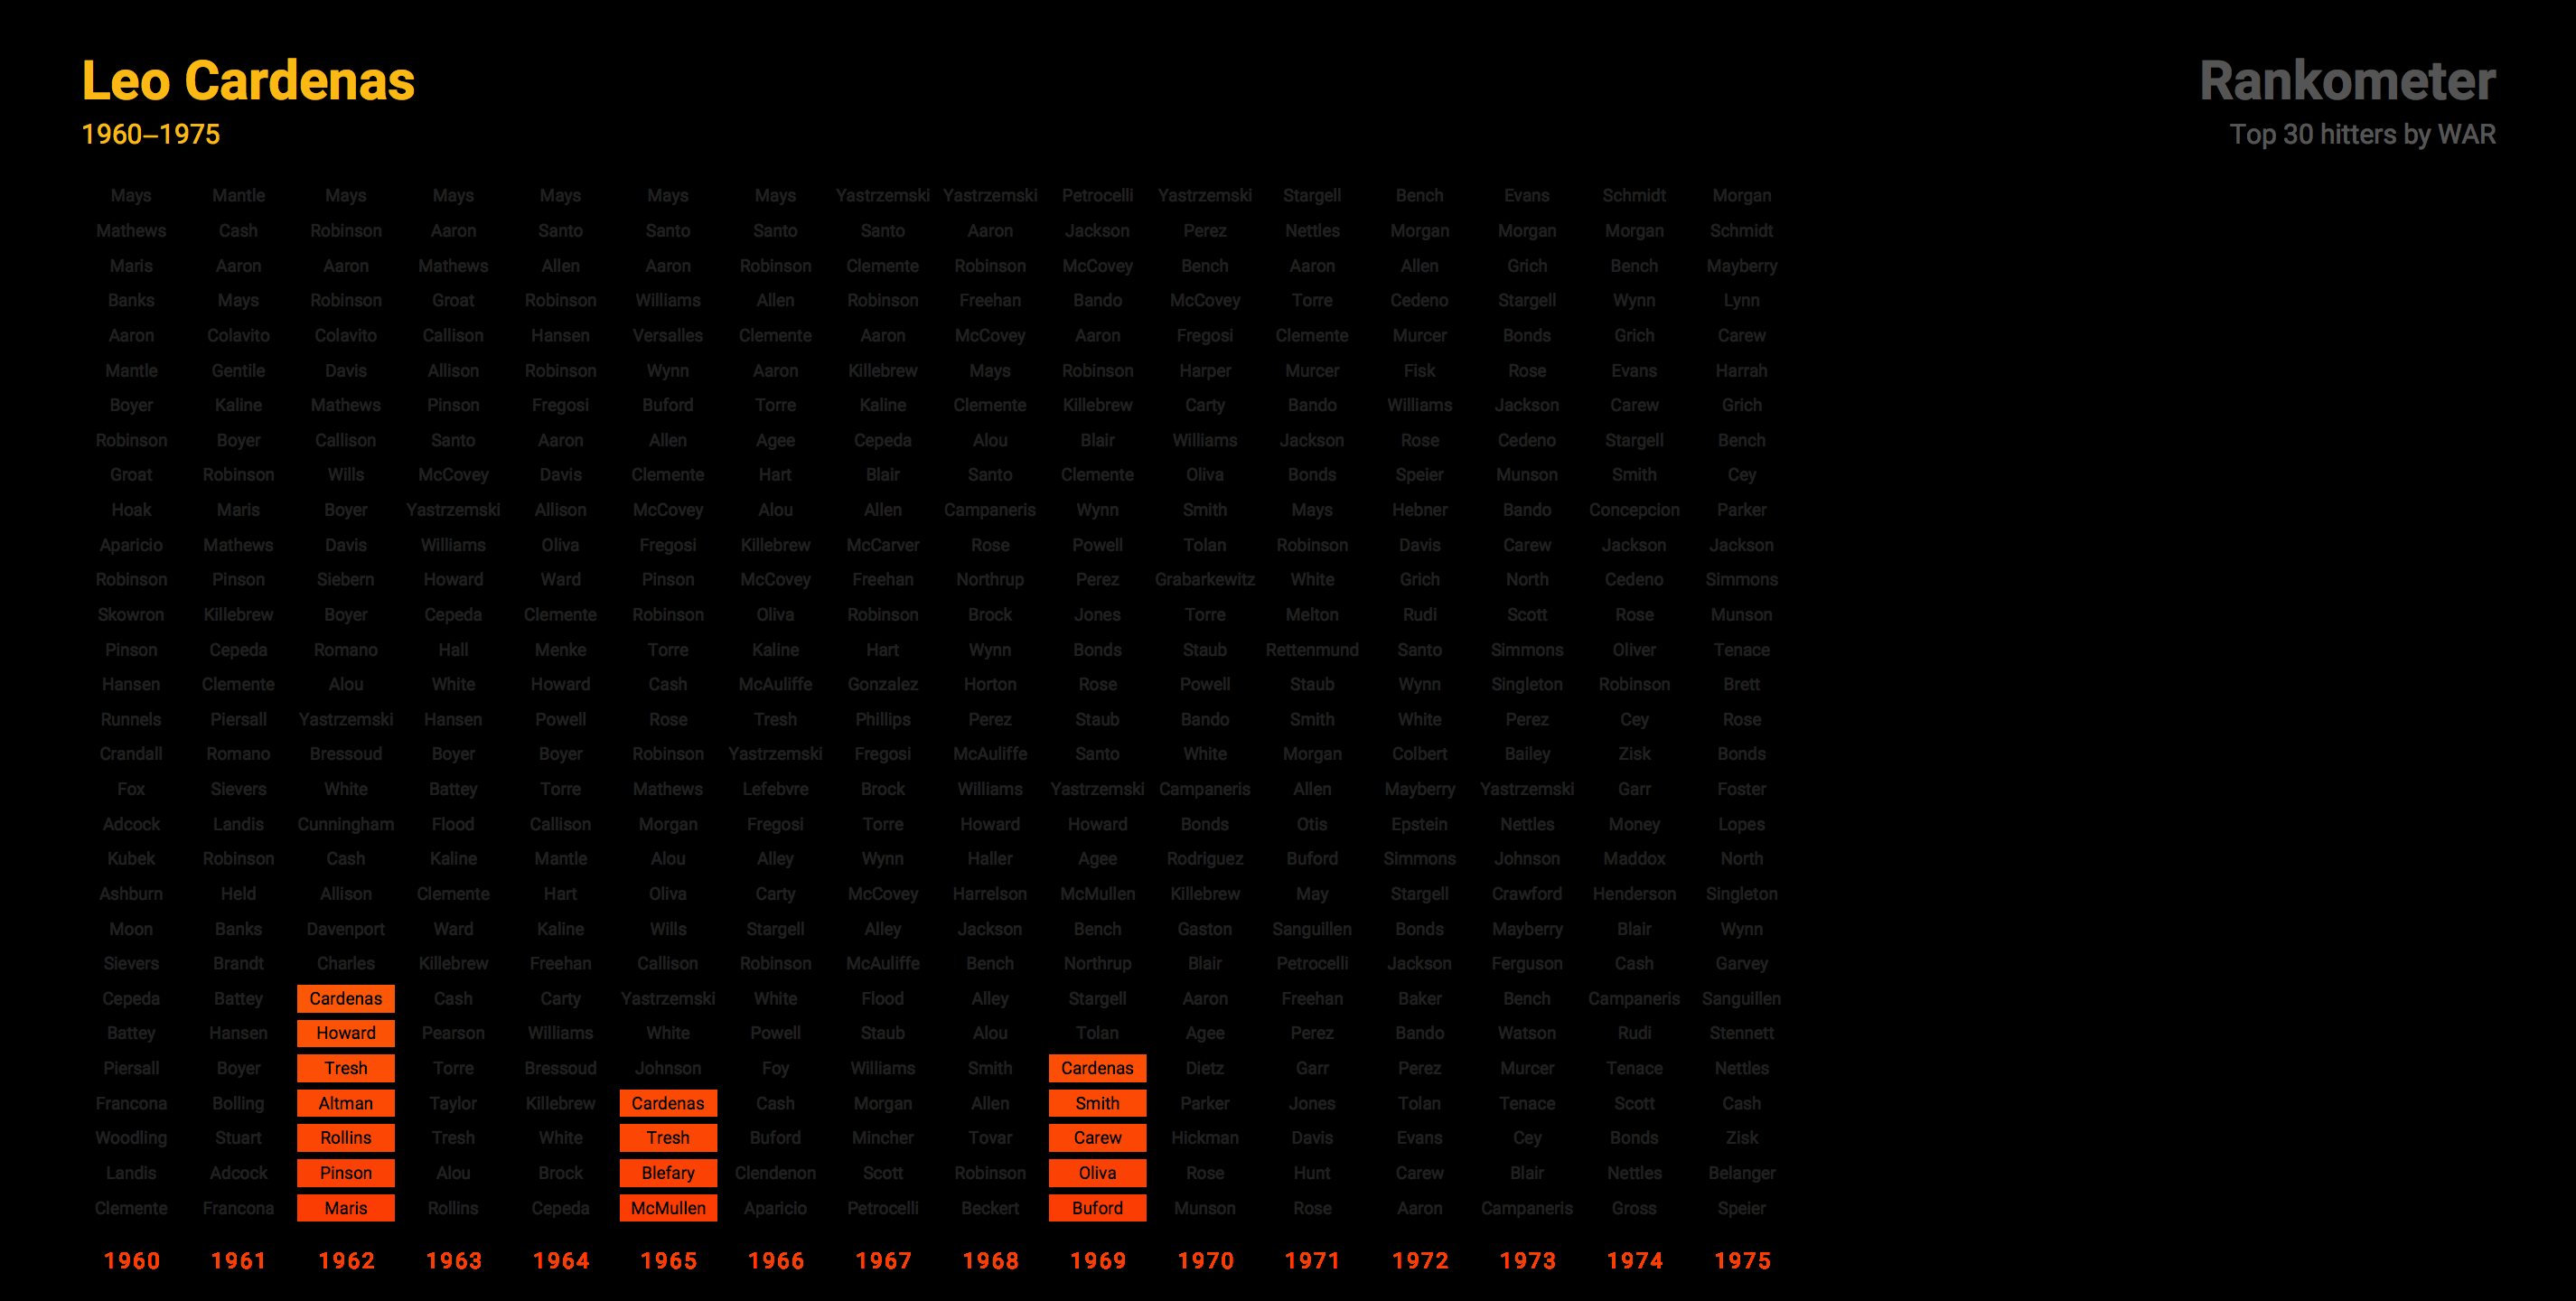 Leo Cardenas
1960–1975
Rankometer
Top 30 hitters by WAR
Mays Mantle Mays Mays Mays Mays Mays Yastrzemski Yastrzemski Petrocelli Yastrzemski Stargell Bench Evans Schmidt Morgan
Mathews Cash Robinson Aaron Santo Santo Santo Santo Aaron Jackson Perez Nettles Morgan Morgan Morgan Schmidt
Maris Aaron Aaron Mathews Allen Aaron Robinson Clemente Robinson McCovey Bench Aaron Allen Grich Bench Mayberry
Banks Mays Robinson Groat Robinson Williams Allen Robinson Freehan Bando McCovey Torre Cedeno Stargell Wynn Lynn
Aaron Colavito Colavito Callison Hansen Versalles Clemente Aaron McCovey Aaron Fregosi Clemente Murcer Bonds Grich Carew
Mantle Gentile Davis Allison Robinson Wynn Aaron Killebrew Mays Robinson Harper Murcer Fisk Rose Evans Harrah
Boyer Kaline Mathews Pinson Fregosi Buford Torre Kaline Clemente Killebrew Carty Bando Williams Jackson Carew Grich
Robinson Boyer Callison Santo Aaron Allen Agee Cepeda Alou Blair Williams Jackson Rose Cedeno Stargell Bench
Groat Robinson Wills McCovey Davis Clemente Hart Blair Santo Clemente Oliva Bonds Speier Munson Smith Cey
Hoak Maris Boyer Yastrzemski Allison McCovey Alou Allen Campaneris Wynn Smith Mays Hebner Bando Concepcion Parker
Aparicio Mathews Davis Williams Oliva Fregosi Killebrew McCarver Rose Powell Tolan Robinson Davis Carew Jackson Jackson
Robinson Pinson Siebern Howard Ward Pinson McCovey Freehan Northrup Perez Grabarkewitz White Grich North Cedeno Simmons
Skowron Killebrew Boyer Cepeda Clemente Robinson Oliva Robinson Brock Jones Torre Melton Rudi Scott Rose Munson
Pinson Cepeda Romano Hall Menke Torre Kaline Hart Wynn Bonds Staub Rettenmund Santo Simmons Oliver Tenace
Hansen Clemente Alou White Howard Cash McAuliffe Gonzalez Horton Rose Powell Staub Wynn Singleton Robinson Brett
Runnels Piersall Yastrzemski Hansen Powell Rose Tresh Phillips Perez Staub Bando Smith White Perez Cey Rose
Crandall Romano Bressoud Boyer Boyer Robinson Yastrzemski Fregosi McAuliffe Santo White Morgan Colbert Bailey Zisk Bonds
Fox Sievers White Battey Torre Mathews Lefebvre Brock Williams Yastrzemski Campaneris Allen Mayberry Yastrzemski Garr Foster
Adcock Landis Cunningham Flood Callison Morgan Fregosi Torre Howard Howard Bonds Otis Epstein Nettles Money Lopes
Kubek Robinson Cash Kaline Mantle Alou Alley Wynn Haller Agee Rodriguez Buford Simmons Johnson Maddox North
Ashburn Held Allison Clemente Hart Oliva Carty McCovey Harrelson McMullen Killebrew May Stargell Crawford Henderson Singleton
Moon Banks Davenport Ward Kaline Wills Stargell Alley Jackson Bench Gaston Sanguillen Bonds Mayberry Blair Wynn
Sievers Brandt Charles Killebrew Freehan Callison Robinson McAuliffe Bench Northrup Blair Petrocelli Jackson Ferguson Cash Garvey
Cepeda Battey Cardenas Cash Carty Yastrzemski White Flood Alley Stargell Aaron Freehan Baker Bench Campaneris Sanguillen
Battey Hansen Howard Pearson Williams White Powell Staub Alou Tolan Agee Perez Bando Watson Rudi Stennett
Piersall Boyer Tresh Torre Bressoud Johnson Foy Williams Smith Cardenas Dietz Garr Perez Murcer Tenace Nettles
Francona Bolling Altman Taylor Killebrew Cardenas Cash Morgan Allen Smith Parker Jones Tolan Tenace Scott Cash
Woodling Stuart Rollins Tresh White Tresh Buford Mincher Tovar Carew Hickman Davis Evans Cey Bonds Zisk
Landis Adcock Pinson Alou Brock Blefary Clendenon Scott Robinson Oliva Rose Hunt Carew Blair Nettles Belanger
Clemente Francona Maris Rollins Cepeda McMullen Aparicio Petrocelli Beckert Buford Munson Rose Aaron Campaneris Gross Speier
1960 1961 1962 1963 1964 1965 1966 1967 1968 1969 1970 1971 1972 1973 1974 1975